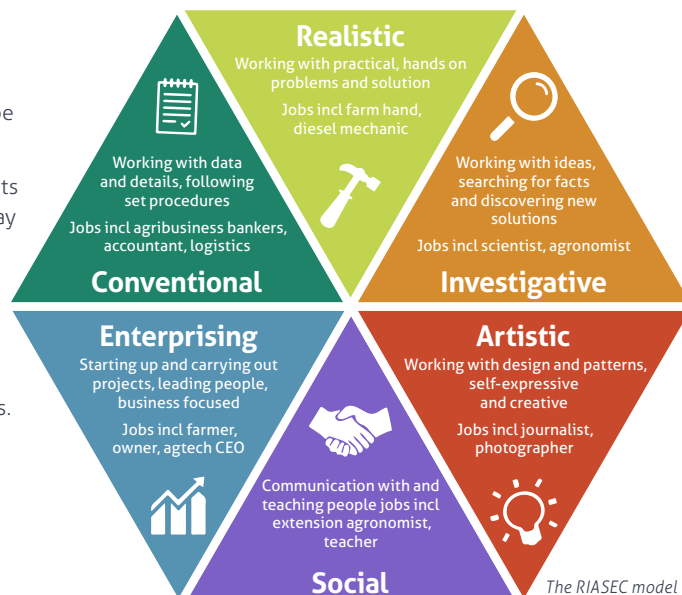 be
ts
ay
s.
Realistic
Working with practical, hands on
problems and solution
Jobs incl farm hand,
diesel mechanic
Working with data
and details, following
set procedures
Jobs incl agribusiness bankers,
accountant, logistics
Conventional
Working with ideas,
searching for facts
and discovering new
solutions
Jobs incl scientist, agronomist
Investigative
Enterprising
Starting up and carrying out
projects, leading people,
business focused
Jobs incl farmer,
owner, agtech CEO
Communication with and
teaching people jobs incl
extension agronomist,
teacher
Social
Artistic
Working with design and patterns,
self-expressive
and creative
Jobs incl journalist,
photographer
The RIASEC model